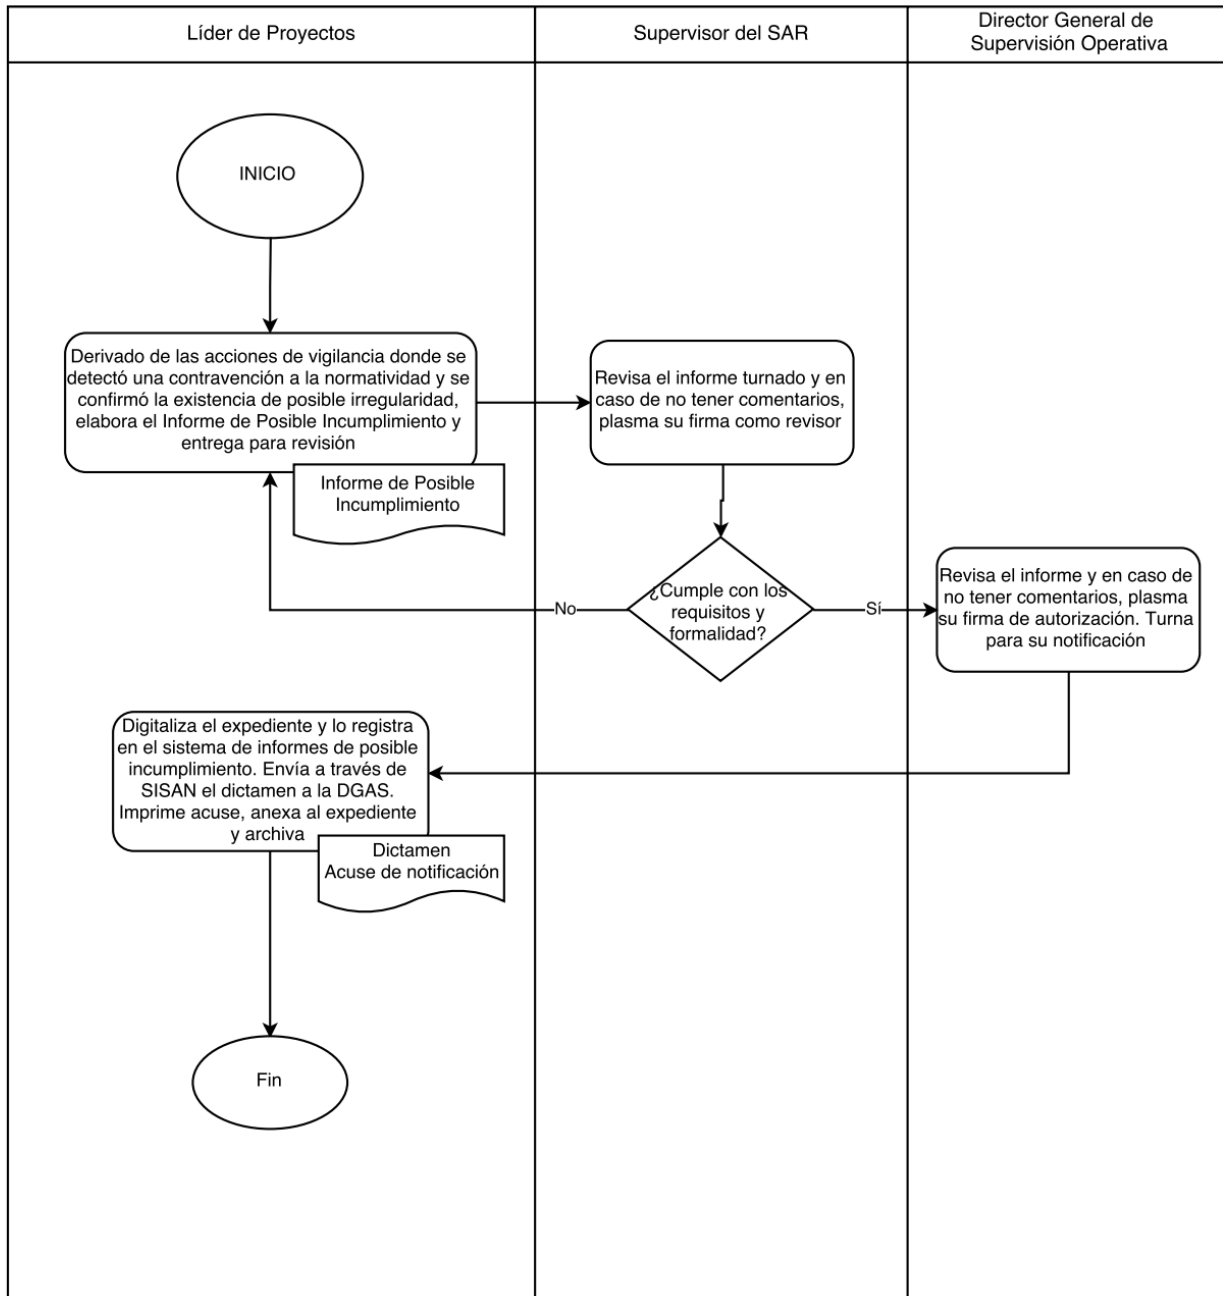 Líder de Proyectos
Supervisor del SAR
Director General de
Supervisión Operativa
INICIO
Derivado de las acciones de vigilancia donde se
detectó una contravención a la normatividad y se
confirmó la existencia de posible irregularidad,
elabora el Informe de Posible Incumplimiento y
entrega para revisión
Informe de Posible
Incumplimiento
Revisa el informe turnado y en
caso de no tener comentarios,
plasma su firma como revisor
¿Cumple con los
requisitos y
formalidad?
No
Sí
Revisa el informe y en caso de
no tener comentarios, plasma
su firma de autorización. Turna
para su notificación
Digitaliza el expediente y lo registra
en el sistema de informes de posible
incumplimiento. Envía a través de
SISAN el dictamen a la DGAS.
Imprime acuse, anexa al expediente
y archiva
Dictamen
Acuse de notificación
Fin